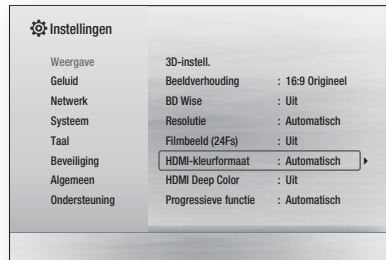 Instellingen
Weergave
Geluid
Netwerk
Systeem
Taal
Beveiliging
Algemeen
Ondersteuning
3D-instell.
Beeldverhouding : 16:9 Origineel
BD Wise : Uit
Resolutie : Automatisch
Filmbeeld (24Fs) : Uit
HDMI-kleurformaat : Automatisch
HDMI Deep Color : Uit
Progressieve functie : Automatisch